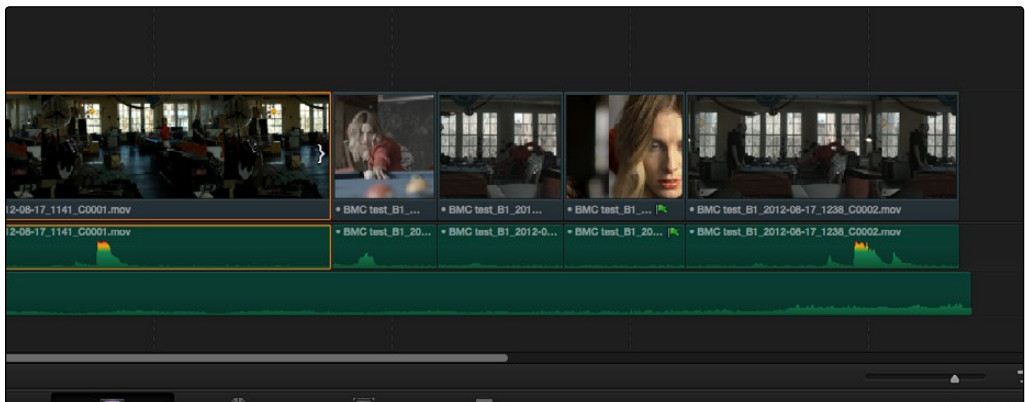 12-08-17_1141_C0001.mov
• BMC test_B1_...
• BMC test_B1_201...
• BMC test_B1_...
• BMC test_B1_2012-08-17_1238_C0002.mov
12-08-17_1141_C0001.mov
• BMC test_B1_20...
• BMC test_B1_2012-0...
• BMC test_B1_20...
• BMC test_B1_2012-08-17_1238_C0002.mov